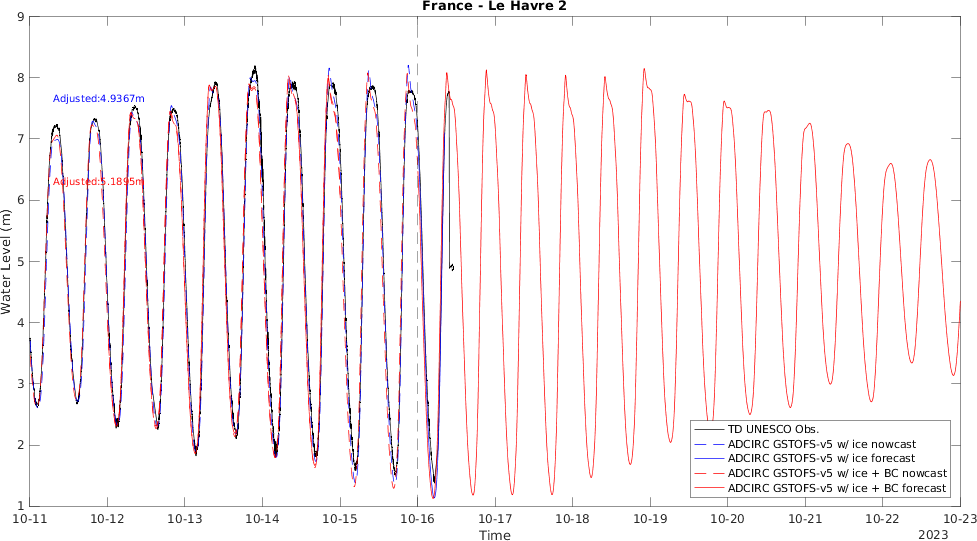 France - Le Havre 2
9
8
7
6
5
4
3
2
1
Water Level (m)
Adjusted:4.9367m
Adjusted:5.1895m
TD UNESCO Obs.
ADCIRC GSTOFS-v5 w/ ice nowcast
ADCIRC GSTOFS-v5 w/ ice forecast
ADCIRC GSTOFS-v5 w/ ice + BC nowcast
ADCIRC GSTOFS-v5 w/ ice + BC forecast
10-11 10-12 10-13 10-14 10-15 10-16 10-17 10-18 10-19 10-20 10-21 10-22 10-23
Time
2023